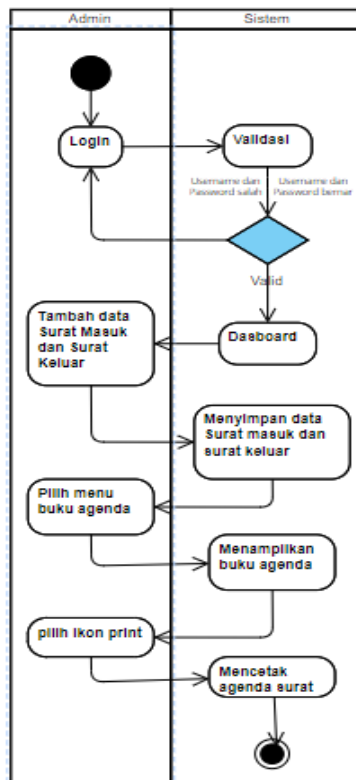 Admin
Sistem
Login
Validasi
Username dan
Password salah
Username dan
Password bernar
Valid
Dasboard
Tambah data
Surat Masuk
dan Surat
Keluar
Menyimpan data
Surat masuk dan
surat keluar
Pilih menu
buku agenda
Menampilkan
buku agenda
pilih ikon print
Mencetak
agenda surat